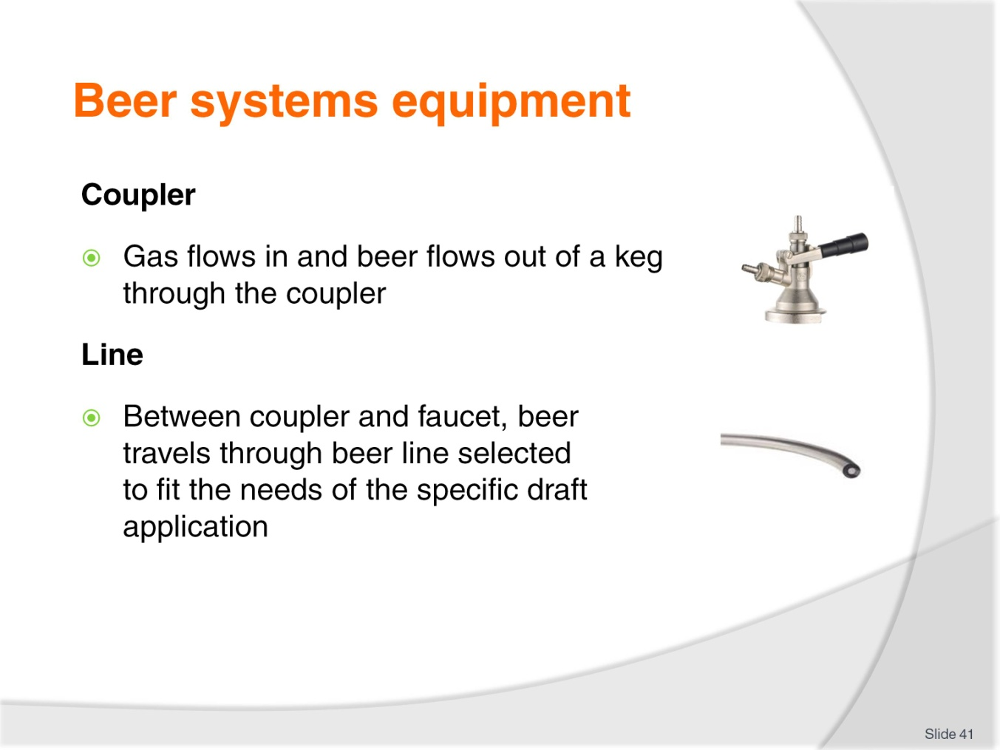 Beer systems equipment
Coupler
Gas flows in and beer flows out of a keg
through the coupler
Line
Between coupler and faucet, beer
travels through beer line selected
to fit the needs of the specific draft
application
Slide 41